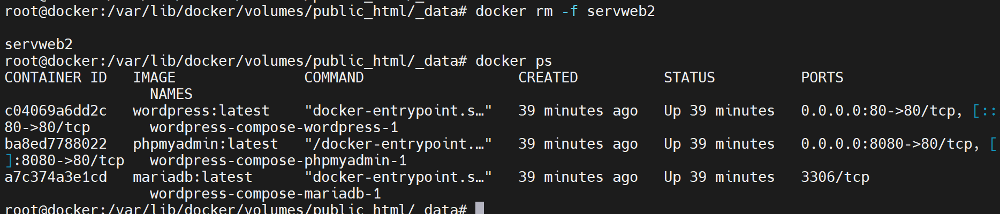 root@docker:/var/lib/docker/volumes/public_html/_data# docker rm -f servweb2
servweb2
root@docker:/var/lib/docker/volumes/public_html/_data# docker ps
CONTAINER ID   IMAGE               COMMAND                  CREATED          STATUS          PORTS
                 NAMES
c04069a6dd2c   wordpress:latest    "docker-entrypoint.s…"   39 minutes ago   Up 39 minutes   0.0.0.0:80->80/tcp, [::
80->80/tcp       wordpress-compose-wordpress-1
ba8ed7788022   phpmyadmin:latest   "/docker-entrypoint.…"   39 minutes ago   Up 39 minutes   0.0.0.0:8080->80/tcp, [
]:8080->80/tcp   wordpress-compose-phpmyadmin-1
a7c374a3e1cd   mariadb:latest      "docker-entrypoint.s…"   39 minutes ago   Up 39 minutes   3306/tcp
                 wordpress-compose-mariadb-1
root@docker:/var/lib/docker/volumes/public_html/_data#